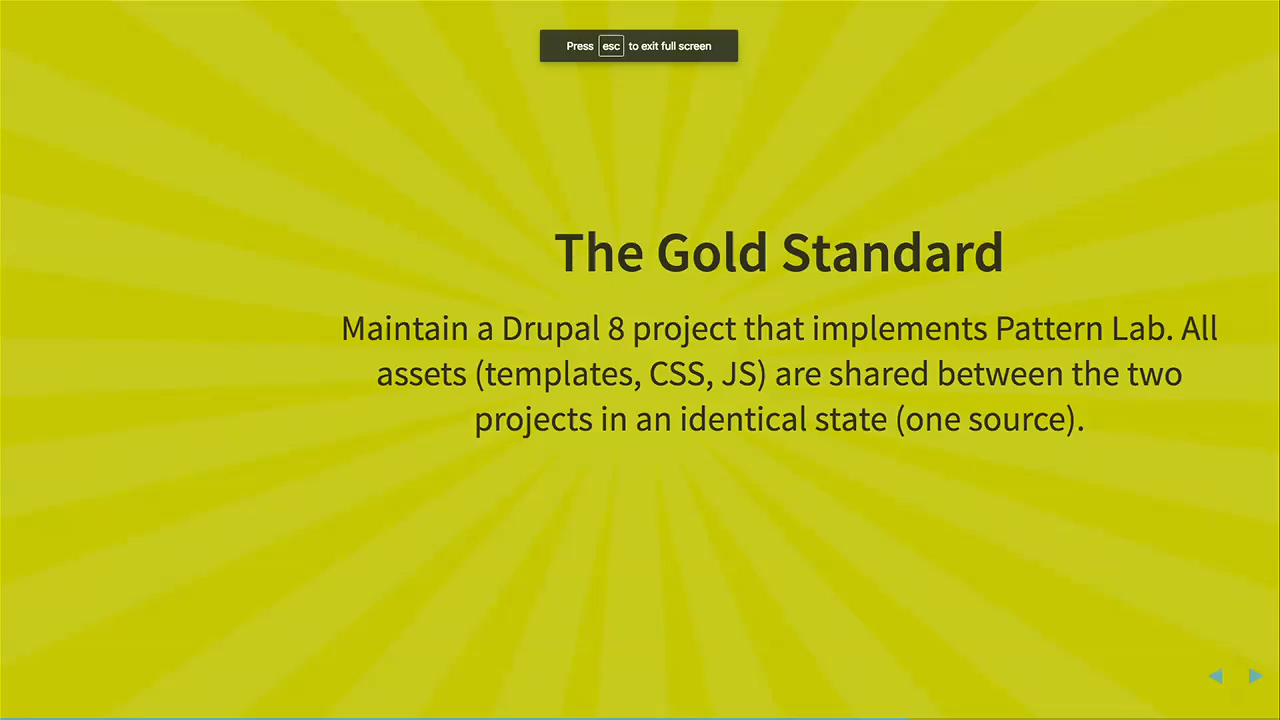 Press esc to exit full screen
The Gold Standard
Maintain a Drupal 8 project that implements Pattern Lab. All
assets (templates, CSS, JS) are shared between the two
projects in an identical state (one source).